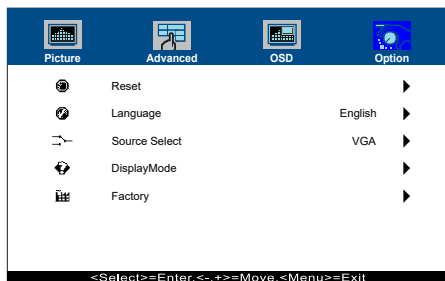 Picture Advanced OSD Option
Reset
Language English
Source Select VGA
DisplayMode
Factory
<Select>=Enter,<-,+>=Move,<Menu>=Exit